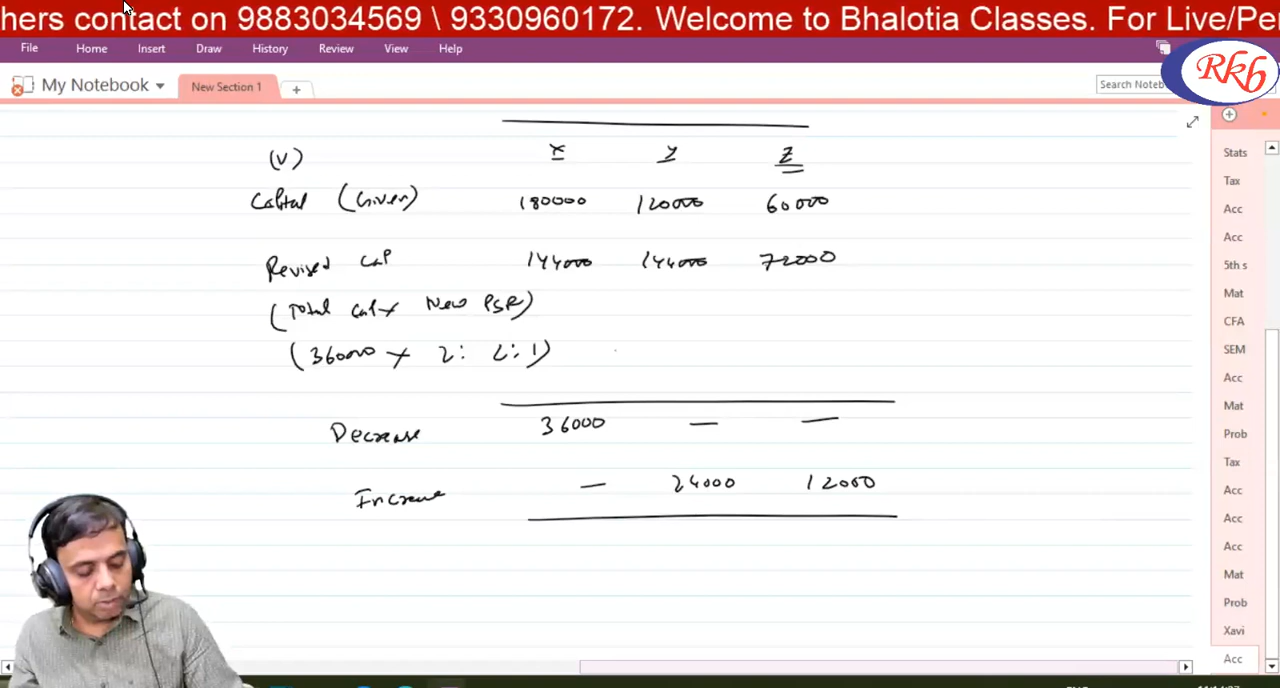 hers contact on 9883034569 \ 9330960172. Welcome to Bhalotia Classes. For Live/Pe
File Home Insert Draw History Review View Help
My Notebook New Section 1 + Search Noteb
Rkb
(V) X Y Z
Capital (Given) 180000 120000 60000
Revised Cap 144000 144000 72000
(Total Cap x New PSR)
(360000 x 2: 2: 1)
Decrease 36000 — —
Increase — 24000 12000
Stats
Tax
Acc
Acc
5th s
Mat
CFA
SEM
Acc
Mat
Prob
Tax
Acc
Acc
Acc
Mat
Prob
Xavi
Acc